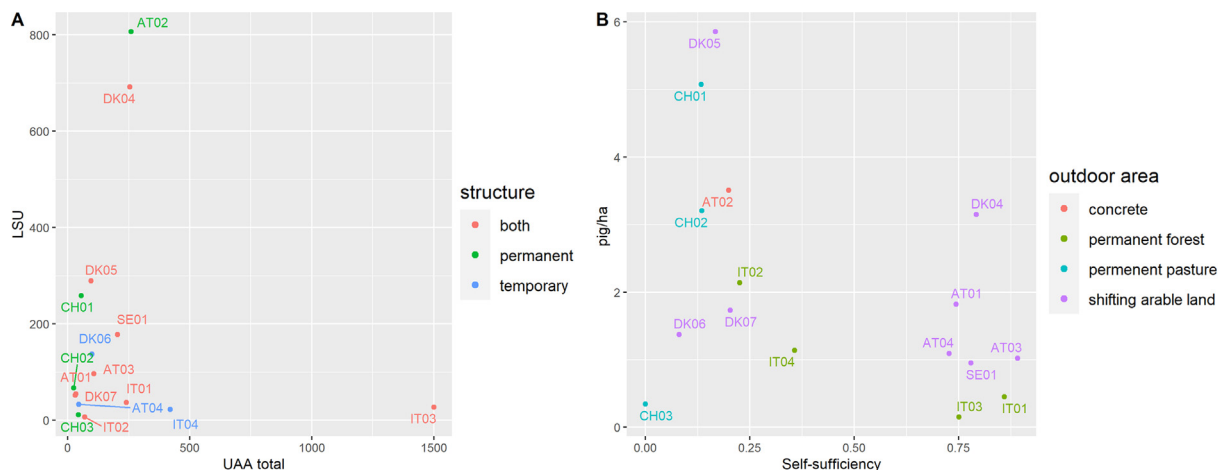 A
AT02
800
DK04
600
LSU
400
DK05
CH01
SE01
200
DK06
CH02
AT03
AT01
IT01
DK07
AT04
0
CH03
IT02
IT04
IT03
0
500
1000
1500
UAA total
structure
both
permanent
temporary
B
6
DK05
CH01
4
AT02
CH02
DK04
pig/ha
IT02
2
AT01
DK06
DK07
IT04
AT04
AT03
SE01
CH03
IT03
IT01
0
0.00
0.25
0.50
0.75
Self-sufficiency
outdoor area
concrete
permanent forest
permenent pasture
shifting arable land